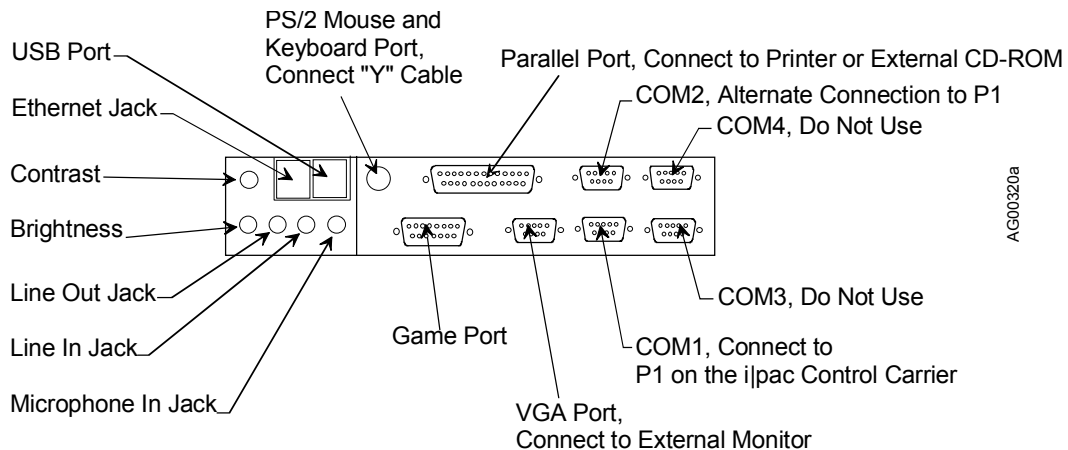 PS/2 Mouse and
Keyboard Port,
Connect "Y" Cable
USB Port
Parallel Port, Connect to Printer or External CD-ROM
Ethernet Jack
COM2, Alternate Connection to P1
COM4, Do Not Use
Contrast
Brightness
AG00320a
Line Out Jack
COM3, Do Not Use
Line In Jack
Game Port
COM1, Connect to
P1 on the i|pac Control Carrier
Microphone In Jack
VGA Port,
Connect to External Monitor